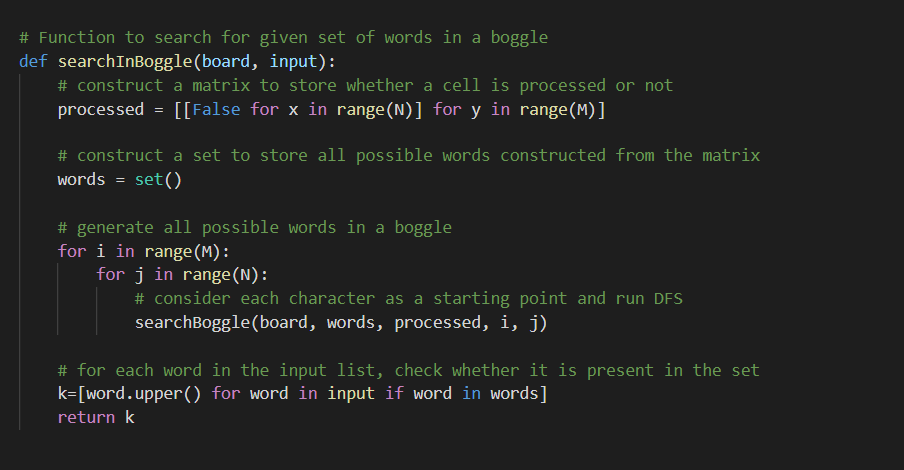 # Function to search for given set of words in a boggle
def searchInBoggle(board, input):
    # construct a matrix to store whether a cell is processed or not
    processed = [[False for x in range(N)] for y in range(M)]

    # construct a set to store all possible words constructed from the matrix
    words = set()

    # generate all possible words in a boggle
    for i in range(M):
        for j in range(N):
            # consider each character as a starting point and run DFS
            searchBoggle(board, words, processed, i, j)

    # for each word in the input list, check whether it is present in the set
    k=[word.upper() for word in input if word in words]
    return k